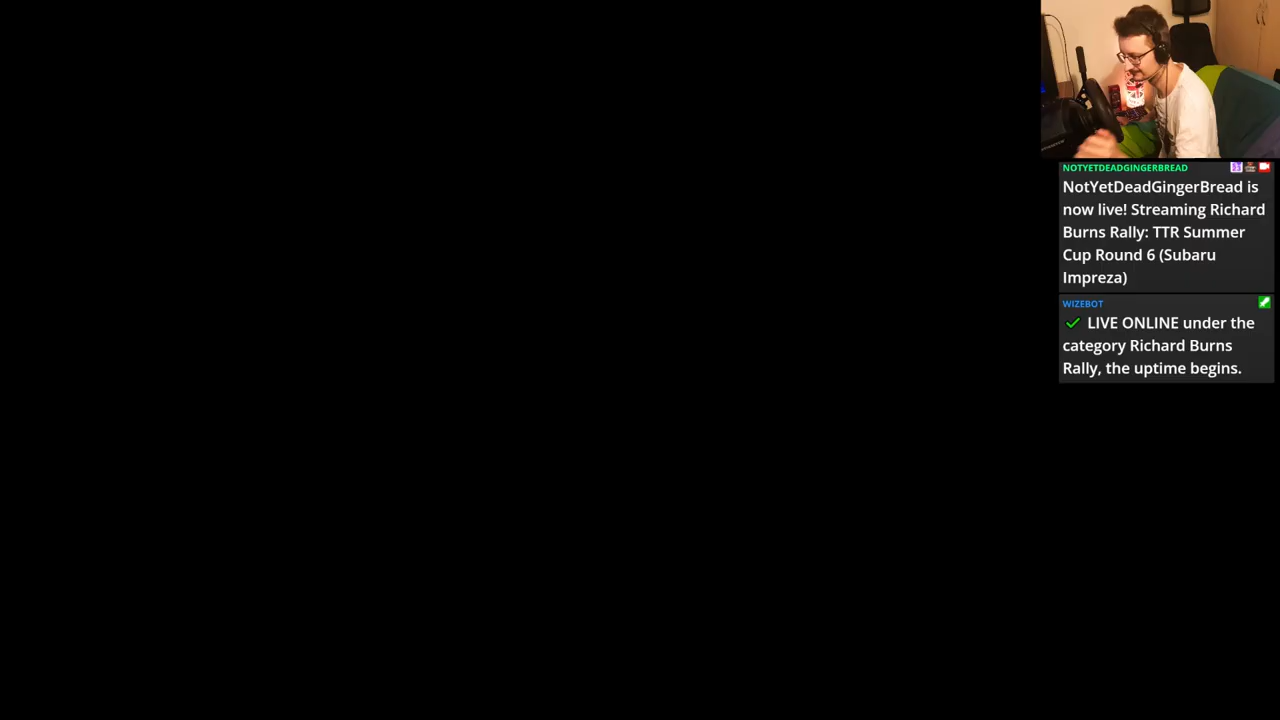 NOTYETDEADGINGERBREAD
NotYetDeadGingerBread is
now live! Streaming Richard
Burns Rally: TTR Summer
Cup Round 6 (Subaru
Impreza)
WIZEBOT
LIVE ONLINE under the
category Richard Burns
Rally, the uptime begins.